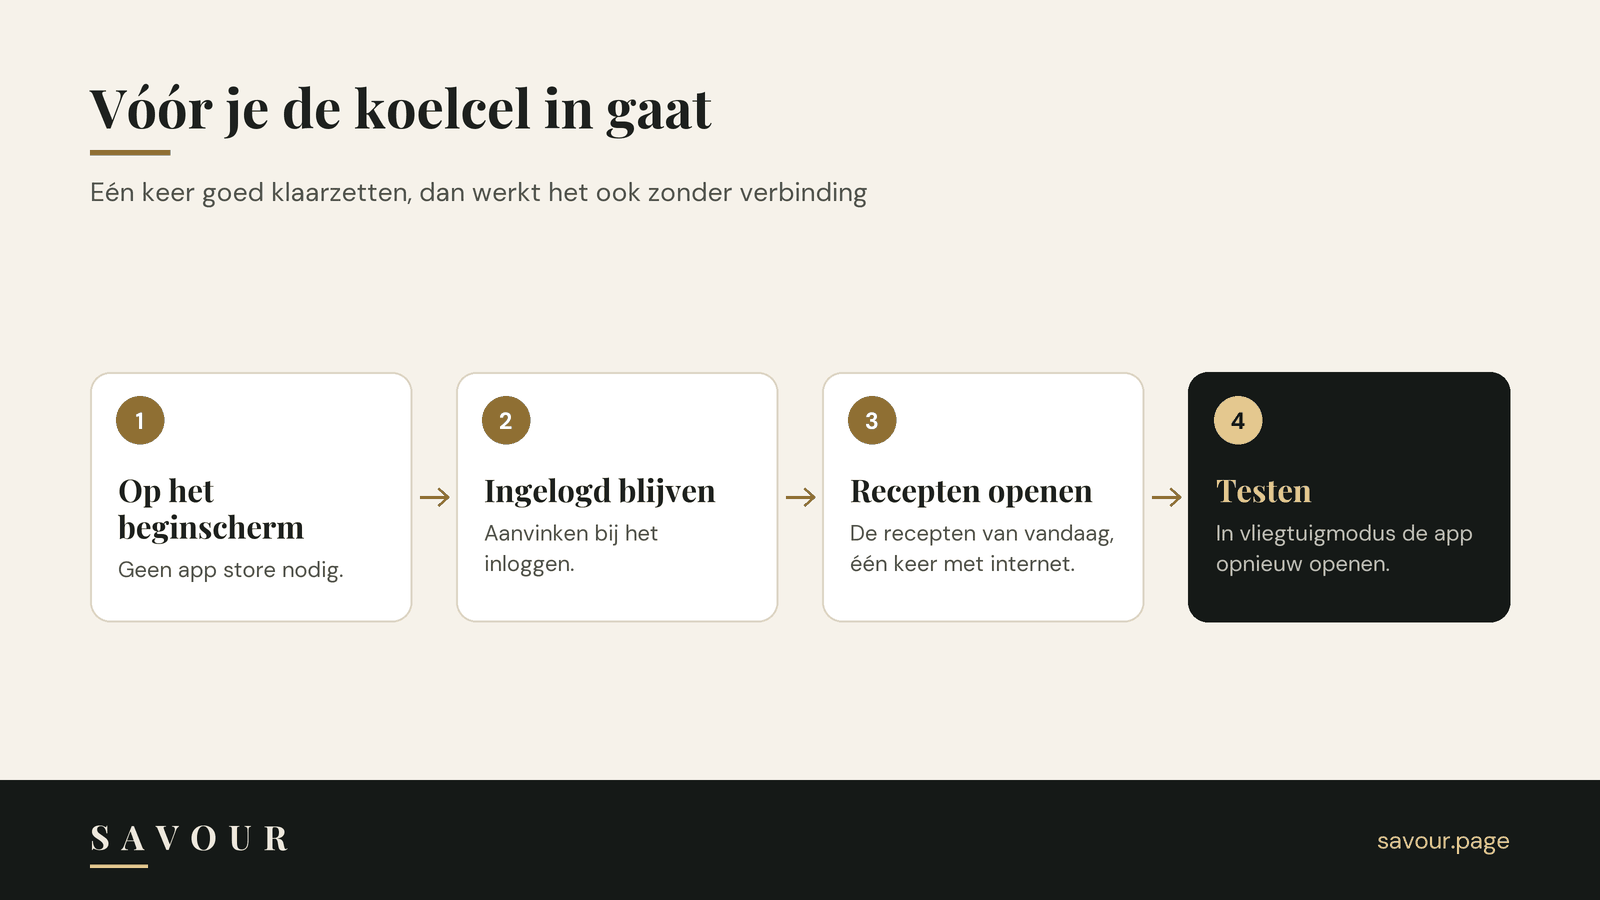 Vóór je de koelcel in gaat
Eén keer goed klaarzetten, dan werkt het ook zonder verbinding
1
Op het
beginscherm
Geen app store nodig.
2
Ingelogd blijven
Aanvinken bij het
inloggen.
3
Recepten openen
De recepten van vandaag,
één keer met internet.
4
Testen
In vliegtuigmodus de app
opnieuw openen.
SAVOUR
savour.page